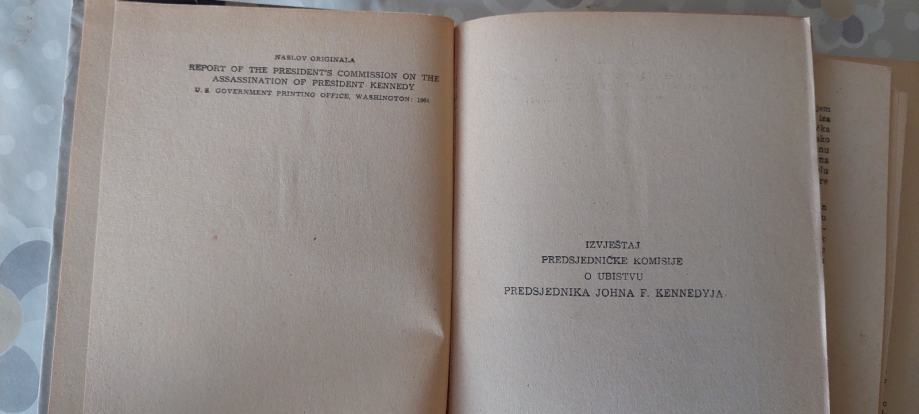 NASLOV ORIGINALA
REPORT OF THE PRESIDENT'S COMMISSION ON THE
ASSASSINATION OF PRESIDENT KENNEDY
U. S. GOVERNMENT PRINTING OFFICE, WASHINGTON: 1964
IZVJEŠTAJ
PREDSJEDNIČKE KOMISIJE
O UBISTVU
PREDSJEDNIKA JOHNA F. KENNEDYJA